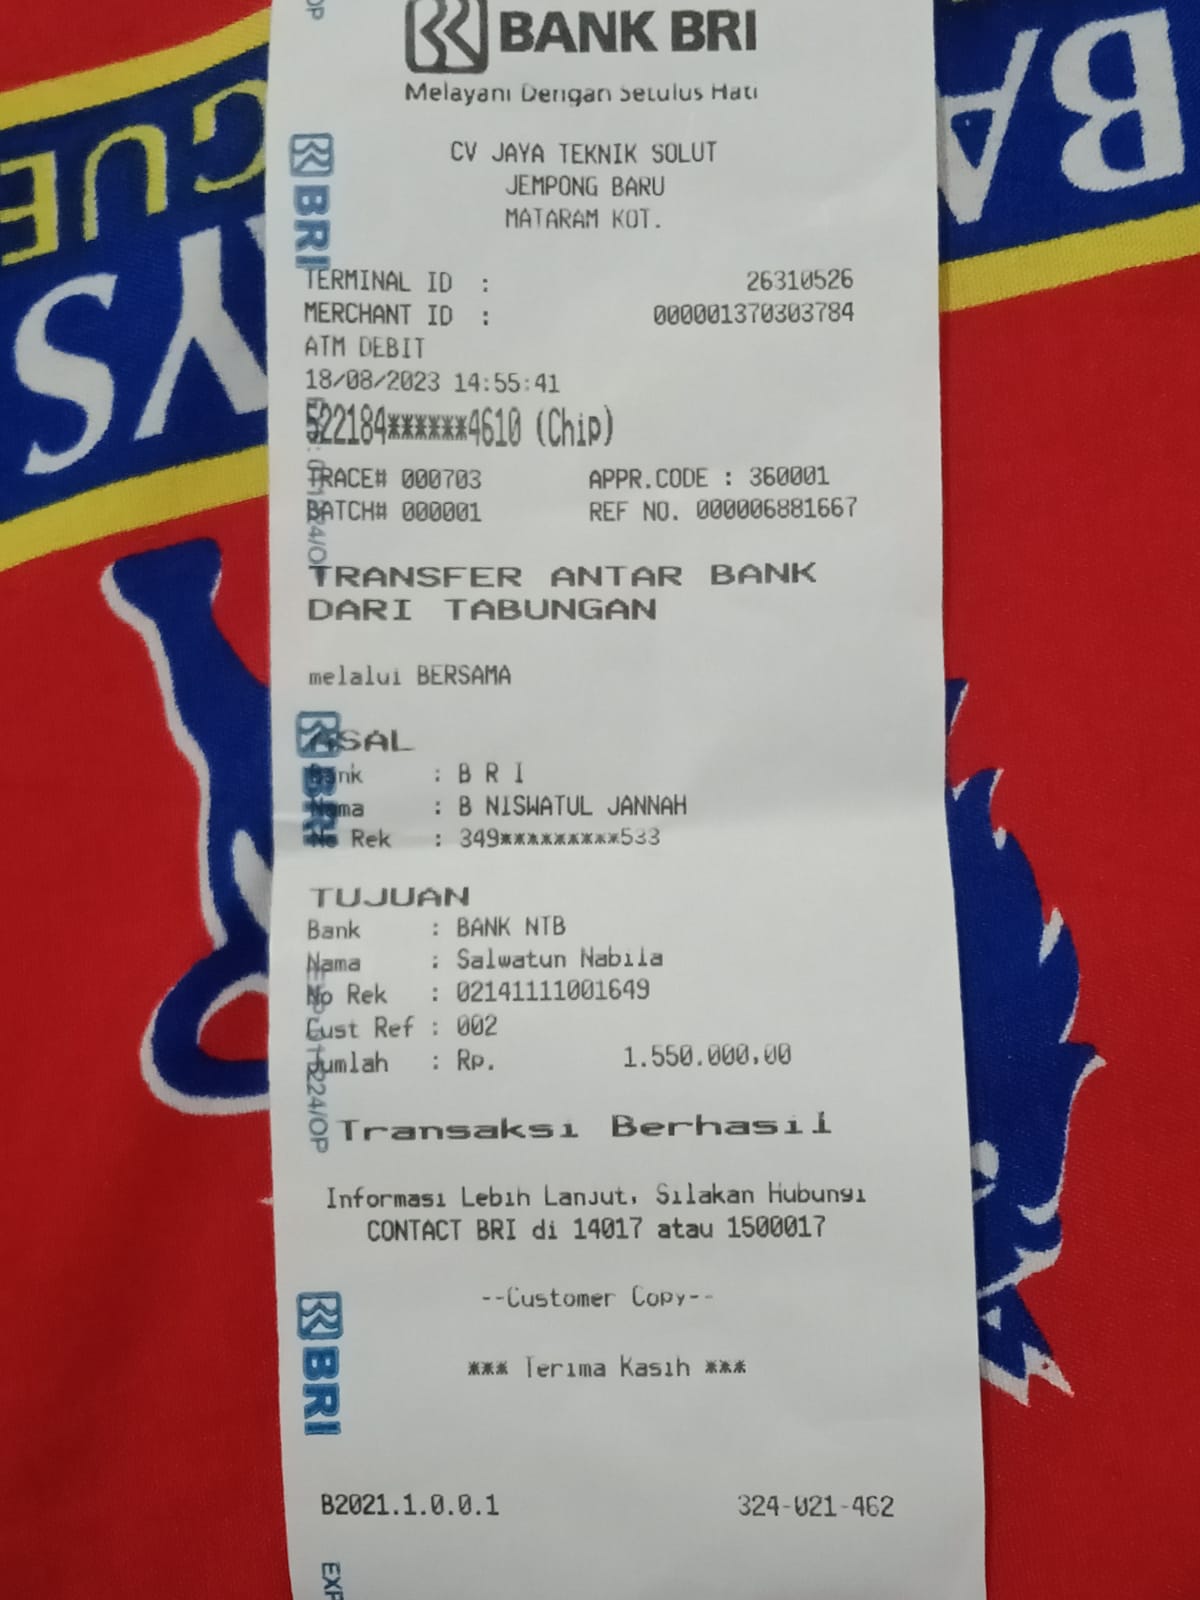 BANK BRI
Melayani Dengan Setulus Hati
CV JAYA TEKNIK SOLUT
JEMPONG BARU
MATARAM KOT.
TERMINAL ID : 26310526
MERCHANT ID : 000001370303784
ATM DEBIT
18/08/2023 14:55:41
522184******4610 (Chip)
TRACE# 000703 APPR.CODE : 360001
BATCH# 000001 REF NO. 000006881667
TRANSFER ANTAR BANK
DARI TABUNGAN
melalui BERSAMA
ASAL
Bank : B R I
Nama : B NISWATUL JANNAH
No Rek : 349*********533
TUJUAN
Bank : BANK NTB
Nama : Salwatun Nabila
No Rek : 02141111001649
Cust Ref : 002
Jumlah : Rp. 1.550.000,00
Transaksi Berhasil
Informasi Lebih Lanjut, Silakan Hubungi
CONTACT BRI di 14017 atau 1500017
--Customer Copy--
*** Terima Kasih ***
B2021.1.0.0.1 324-021-462
BRI
BRI
BRI